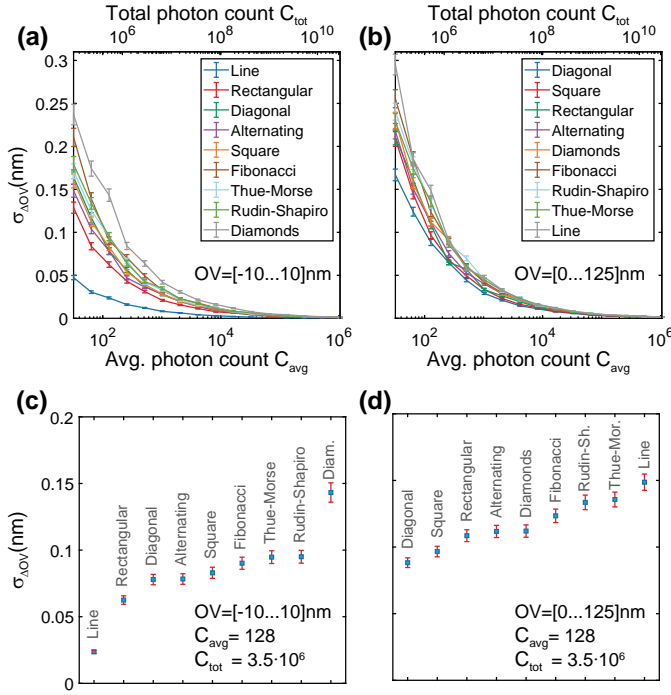 Total photon count C_tot
Total photon count C_tot
(a)
10^6
10^8
10^10
(b)
10^6
10^8
10^10
0.3
0.25
0.2
0.15
0.1
0.05
0
σ_ΔOV(nm)
Line
Rectangular
Diagonal
Alternating
Square
Fibonacci
Thue-Morse
Rudin-Shapiro
Diamonds
OV=[-10...10]nm
Diagonal
Square
Rectangular
Alternating
Diamonds
Fibonacci
Rudin-Shapiro
Thue-Morse
Line
OV=[0...125]nm
10^2
10^4
10^6
10^2
10^4
10^6
Avg. photon count C_avg
Avg. photon count C_avg
(c)
0.2
0.15
0.1
0.05
0
σ_ΔOV(nm)
Line
Rectangular
Diagonal
Alternating
Square
Fibonacci
Thue-Morse
Rudin-Shapiro
Diam.
OV=[-10...10]nm
C_avg= 128
C_tot = 3.5·10^6
(d)
Diagonal
Square
Rectangular
Alternating
Diamonds
Fibonacci
Rudin-Sh.
Thue-Mor.
Line
OV=[0...125]nm
C_avg= 128
C_tot = 3.5·10^6